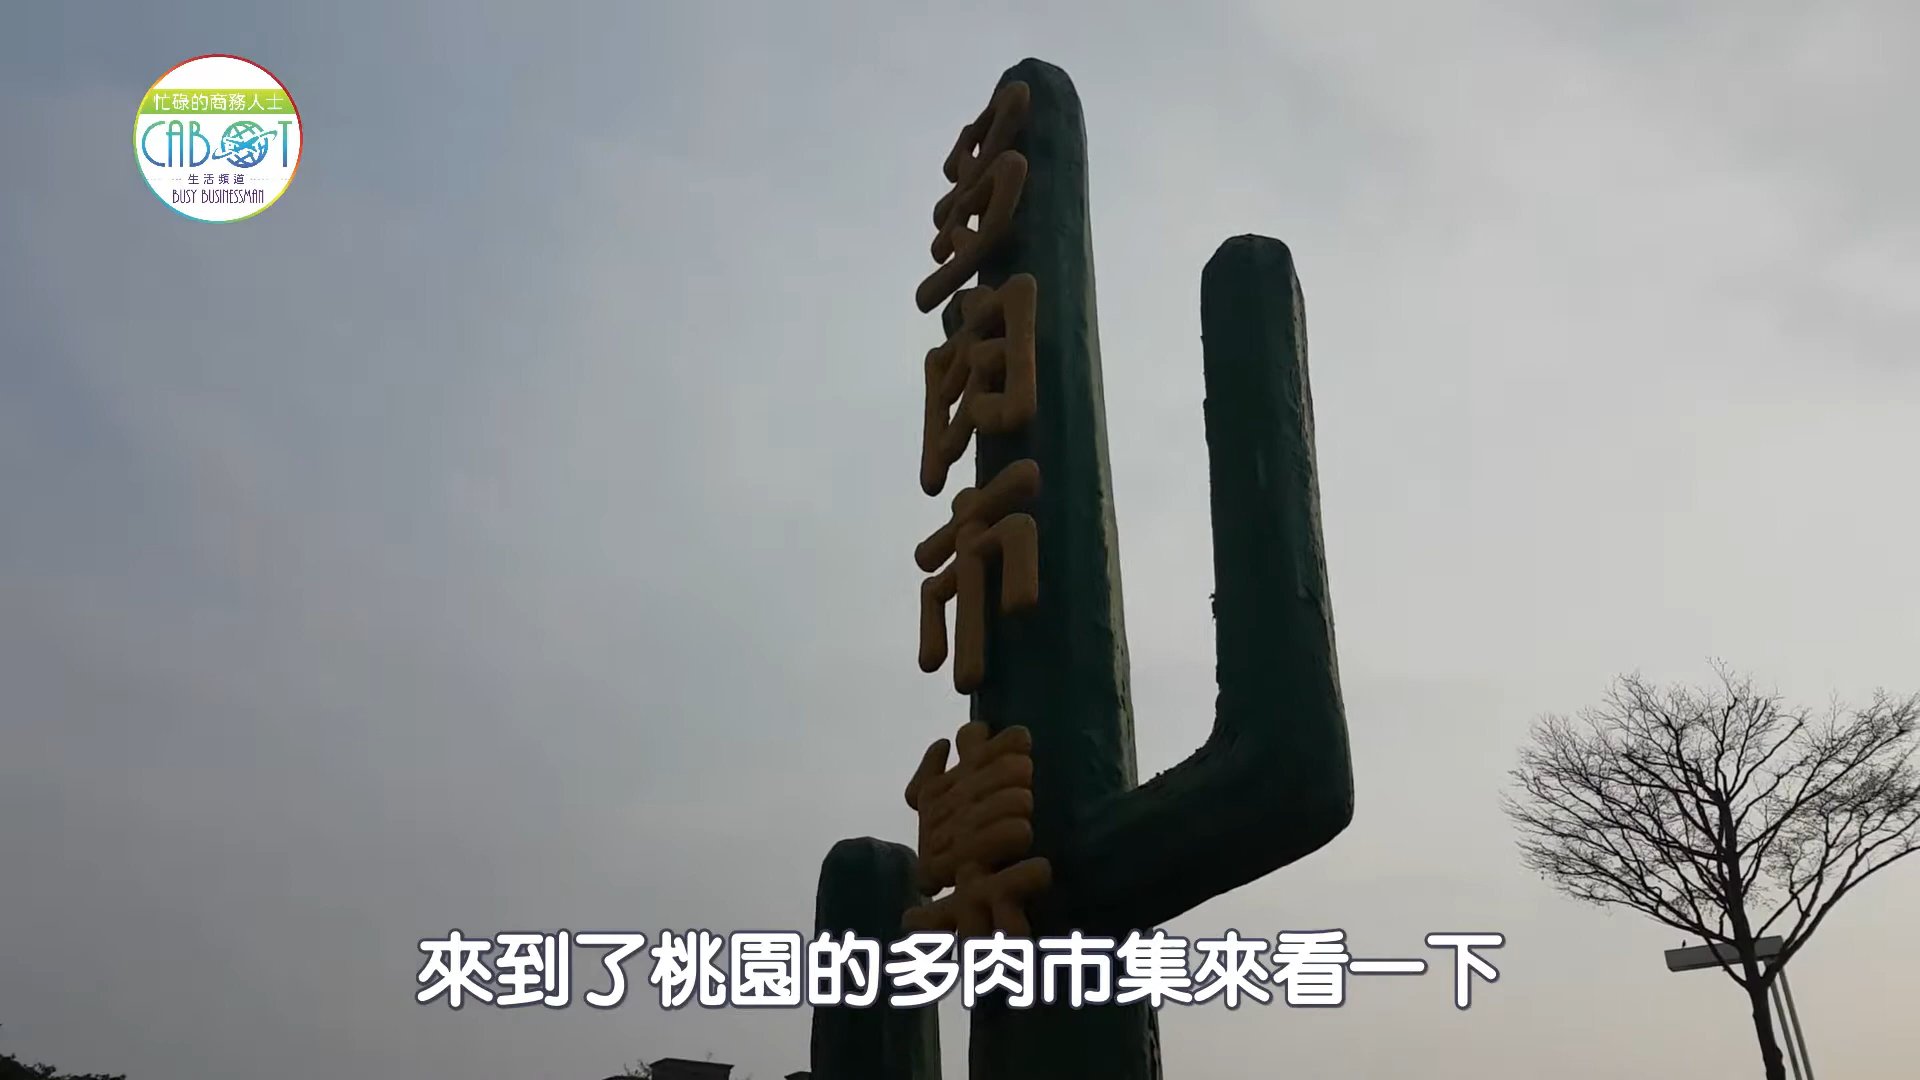 忙碌的商務人士
CABOT
生活頻道
BUSY BUSINESSMAN
多肉市集
來到了桃園的多肉市集來看一下